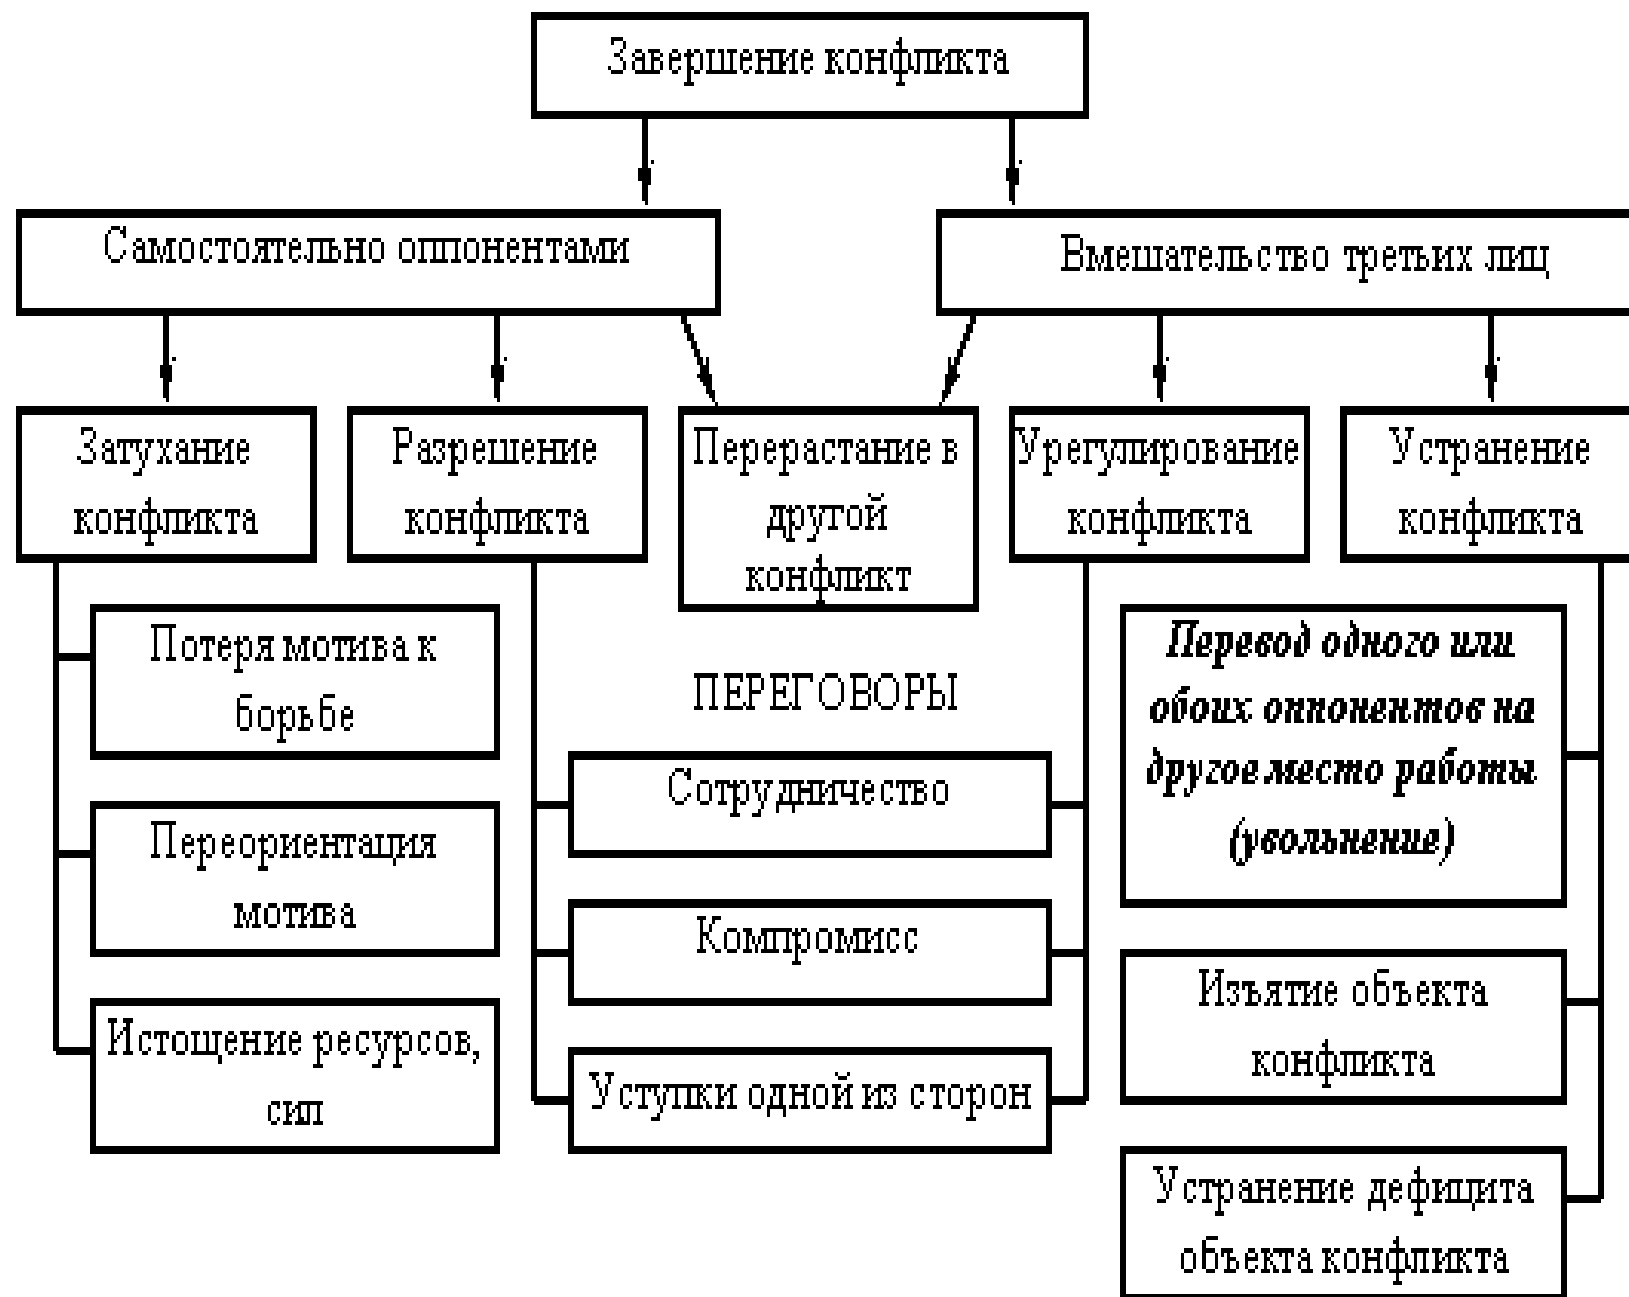 Завершение конфликта
Самостоятельно оппонентами
Вмешательство третьих лиц
Затухание
конфликта
Разрешение
конфликта
Перерастание в
другой
конфликт
Урегулирование
конфликта
Устранение
конфликта
Потеря мотива к
борьбе
Переориентация
мотива
Истощение ресурсов,
сил
ПЕРЕГОВОРЫ
Сотрудничество
Компромисс
Уступки одной из сторон
Перевод одного или
обоих оппонентов на
другое место работы
(увольнение)
Изъятие объекта
конфликта
Устранение дефицита
объекта конфликта